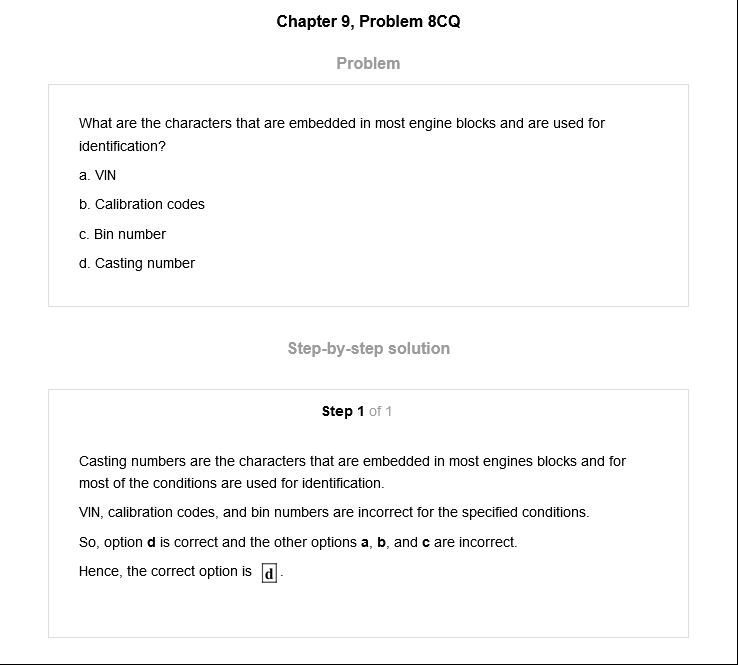 Chapter 9, Problem 8CQ
Problem
What are the characters that are embedded in most engine blocks and are used for
identification?
a. VIN
b. Calibration codes
c. Bin number
d. Casting number
Step-by-step solution
Step 1 of 1
Casting numbers are the characters that are embedded in most engines blocks and for
most of the conditions are used for identification.
VIN, calibration codes, and bin numbers are incorrect for the specified conditions.
So, option d is correct and the other options a, b, and c are incorrect.
Hence, the correct option is d.